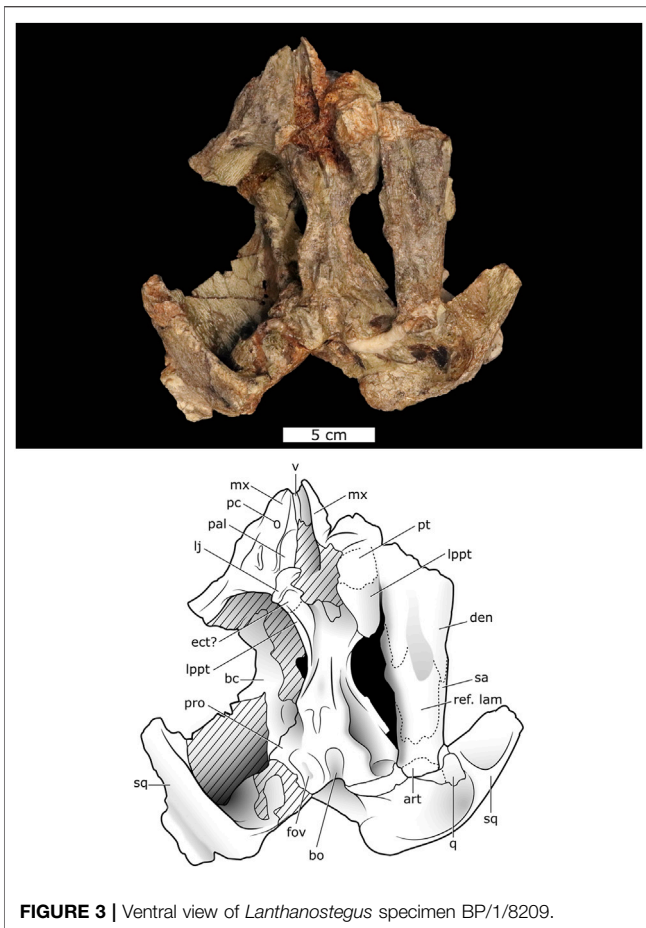 5 cm
v
mx
mx
pc
pt
pal
lppt
lj
den
ect?
sa
lppt
bc
ref. lam
pro
sq
art
sq
q
fov
bo
FIGURE 3 | Ventral view of Lanthanostegus specimen BP/1/8209.